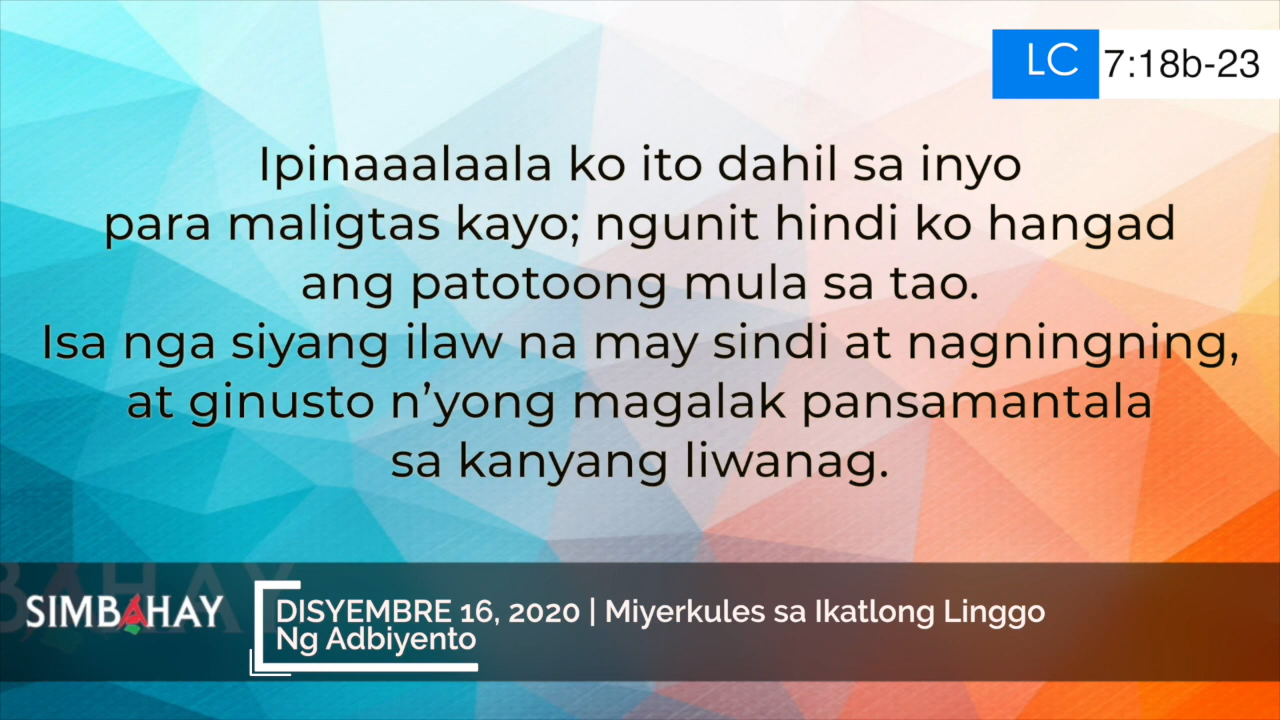 LC 7:18b-23
Ipinaaalaala ko ito dahil sa inyo
para maligtas kayo; ngunit hindi ko hangad
ang patotoong mula sa tao.
Isa nga siyang ilaw na may sindi at nagningning,
at ginusto n’yong magalak pansamantala
sa kanyang liwanag.
SIMBAHAY
DISYEMBRE 16, 2020 | Miyerkules sa Ikatlong Linggo
Ng Adbiyento